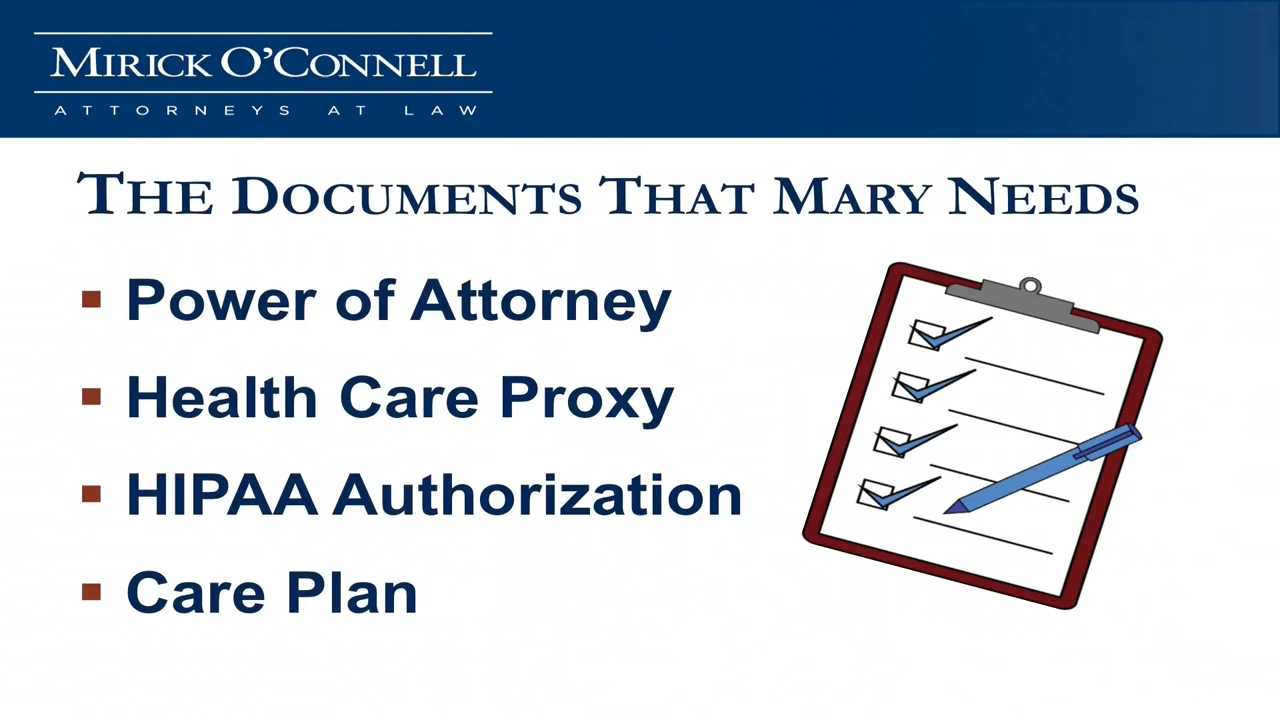 MIRICK O'CONNELL
ATTORNEYS AT LAW
THE DOCUMENTS THAT MARY NEEDS
▪ Power of Attorney
▪ Health Care Proxy
▪ HIPAA Authorization
▪ Care Plan